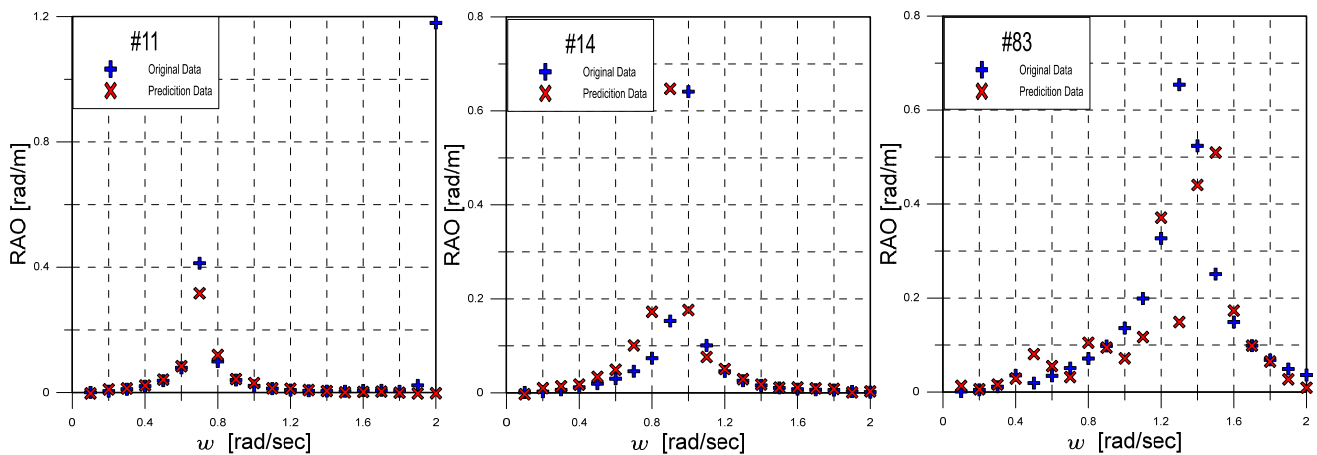 1.2
0.8
0.4
0
RAO [rad/m]
#11
Original Data
Predicition Data
0 0.4 0.8 1.2 1.6 2
w [rad/sec]
0.8
0.6
0.4
0.2
0
RAO [rad/m]
#14
Original Data
Predicition Data
0 0.4 0.8 1.2 1.6 2
w [rad/sec]
0.8
0.6
0.4
0.2
0
RAO [rad/m]
#83
Original Data
Predicition Data
0 0.4 0.8 1.2 1.6 2
w [rad/sec]